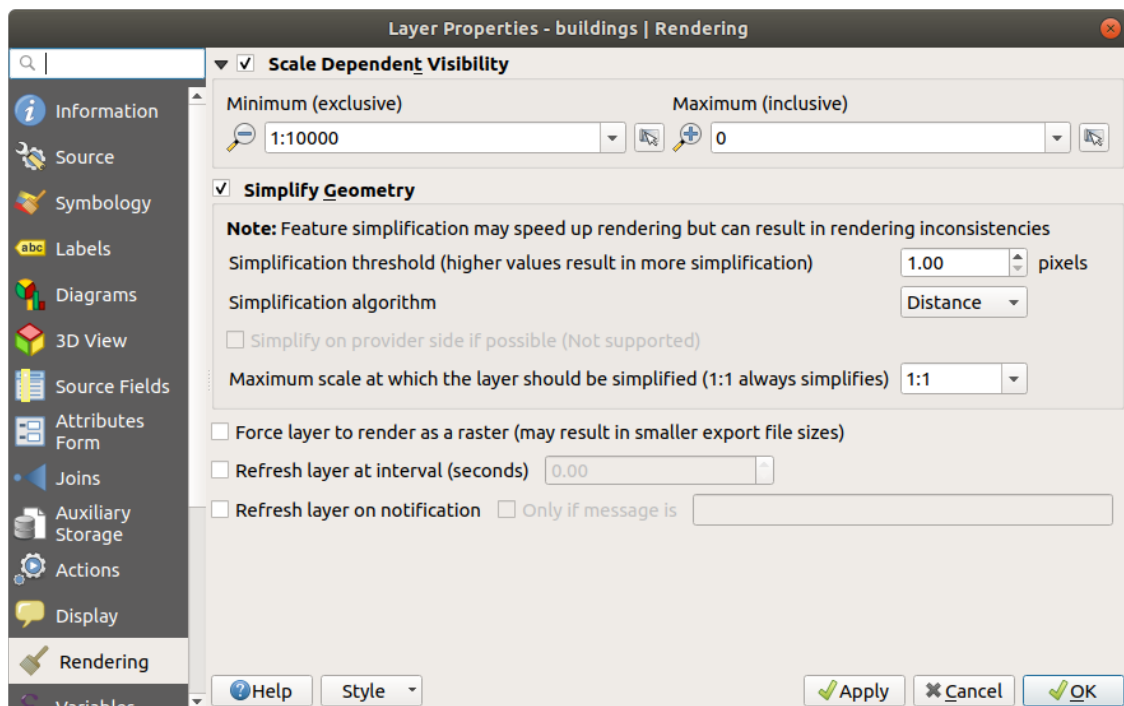 Layer Properties - buildings | Rendering
Information
Source
Symbology
abc Labels
Diagrams
3D View
Source Fields
Attributes
Form
Joins
Auxiliary
Storage
Actions
Display
Rendering
Variables
Scale Dependent Visibility
Minimum (exclusive) Maximum (inclusive)
1:10000 0
Simplify Geometry
Note: Feature simplification may speed up rendering but can result in rendering inconsistencies
Simplification threshold (higher values result in more simplification) 1.00 pixels
Simplification algorithm Distance
Simplify on provider side if possible (Not supported)
Maximum scale at which the layer should be simplified (1:1 always simplifies) 1:1
Force layer to render as a raster (may result in smaller export file sizes)
Refresh layer at interval (seconds) 0.00
Refresh layer on notification Only if message is
Help Style Apply Cancel OK